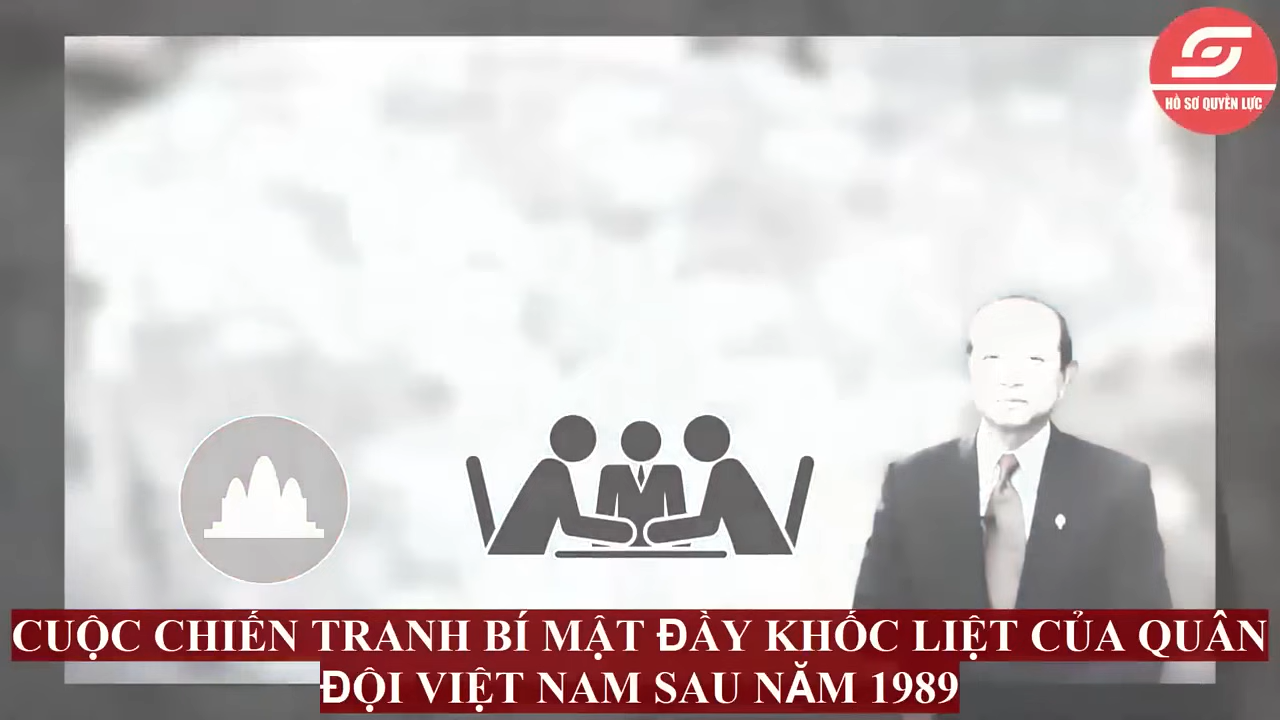 HỒ SƠ QUYỀN LỰC
CUỘC CHIẾN TRANH BÍ MẬT ĐẦY KHỐC LIỆT CỦA QUÂN
ĐỘI VIỆT NAM SAU NĂM 1989